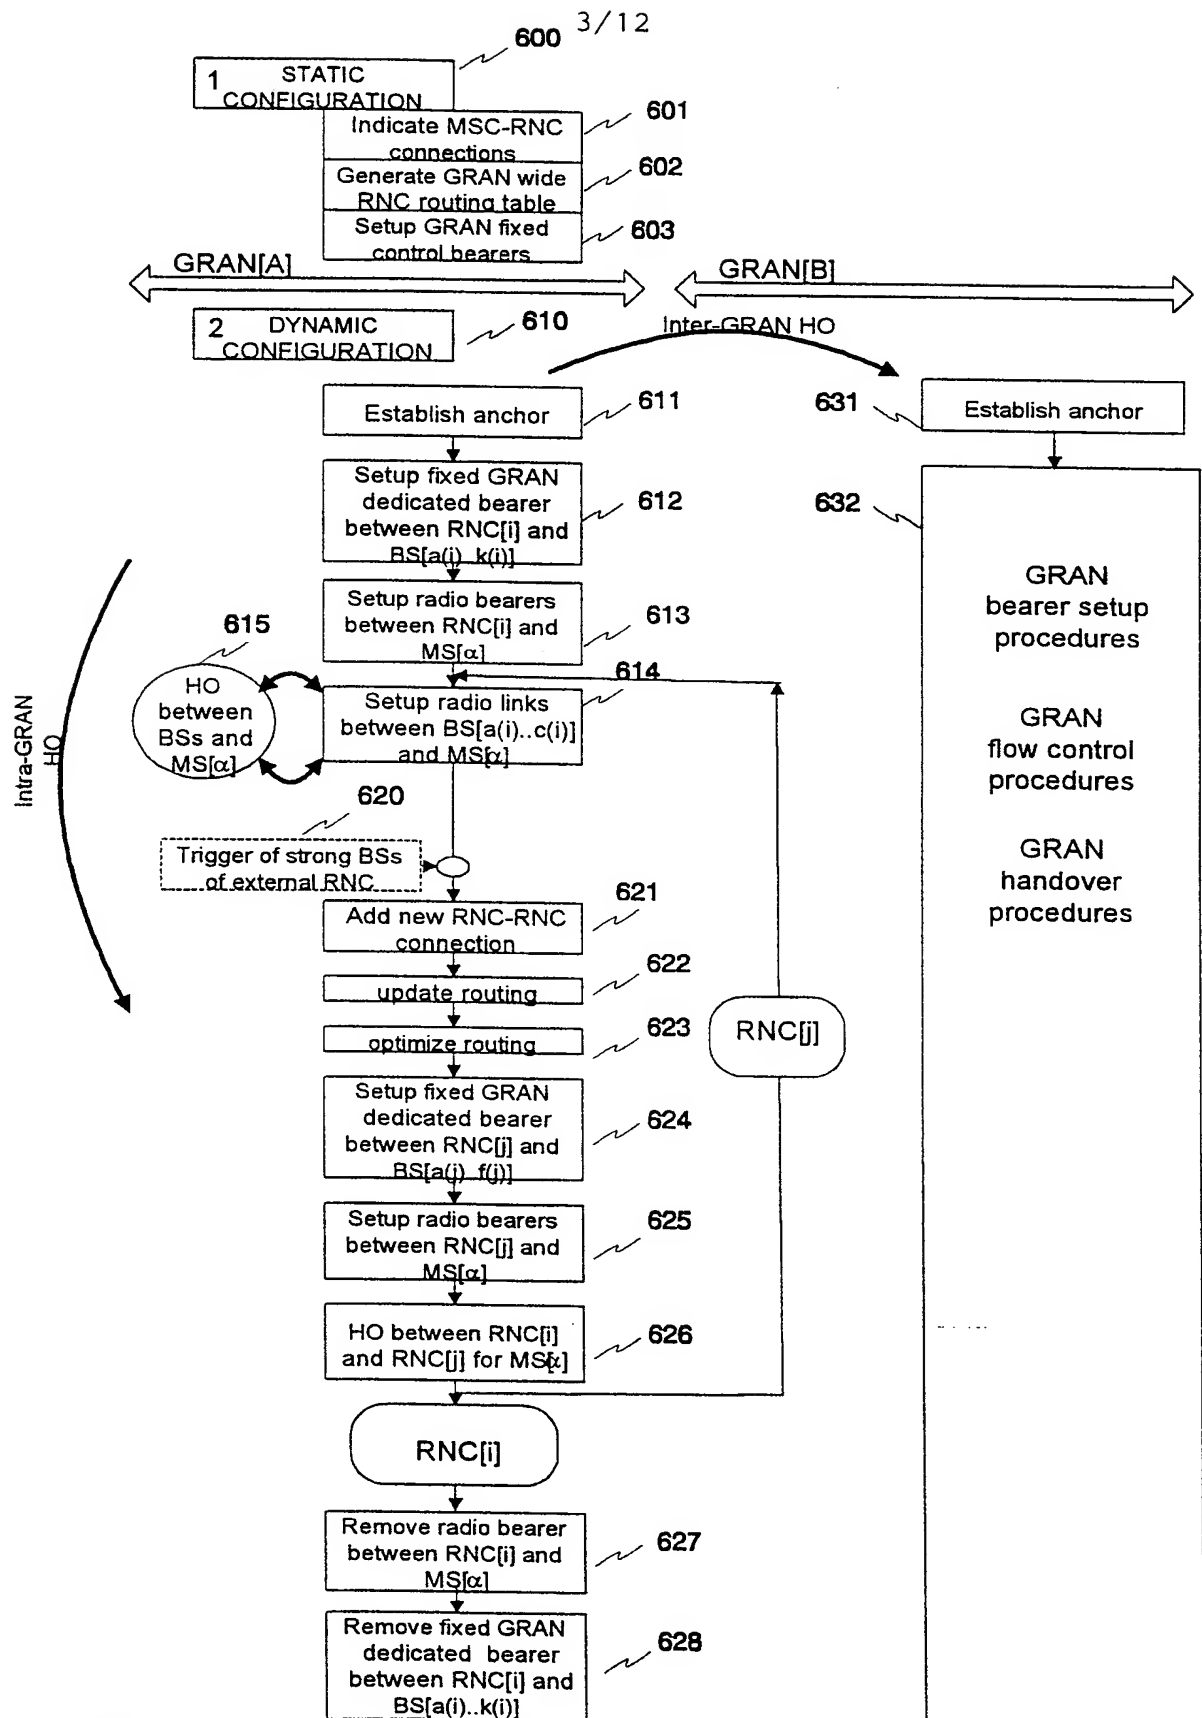 3/12
600
1 STATIC
CONFIGURATION
601
Indicate MSC-RNC
connections
602
Generate GRAN wide
RNC routing table
603
Setup GRAN fixed
control bearers
GRAN[A]
GRAN[B]
610
2 DYNAMIC
CONFIGURATION
Inter-GRAN HO
611
Establish anchor
631
Establish anchor
Setup fixed GRAN
dedicated bearer
between RNC[i] and
BS[a(i)..k(i)]
612
632
GRAN
bearer setup
procedures
GRAN
flow control
procedures
GRAN
handover
procedures
Setup radio bearers
between RNC[i] and
MS[α]
613
615
614
HO
between
BSs and
MS[α]
Setup radio links
between BS[a(i)..c(i)]
and MS[α]
Intra-GRAN
HO
620
Trigger of strong BSs
of external RNC
621
Add new RNC-RNC
connection
622
update routing
623
optimize routing
RNC[j]
Setup fixed GRAN
dedicated bearer
between RNC[j] and
BS[a(j)..f(j)]
624
Setup radio bearers
between RNC[j] and
MS[α]
625
HO between RNC[i]
and RNC[j] for MS[α]
626
RNC[i]
Remove radio bearer
between RNC[i] and
MS[α]
627
Remove fixed GRAN
dedicated bearer
between RNC[i] and
BS[a(i)..k(i)]
628